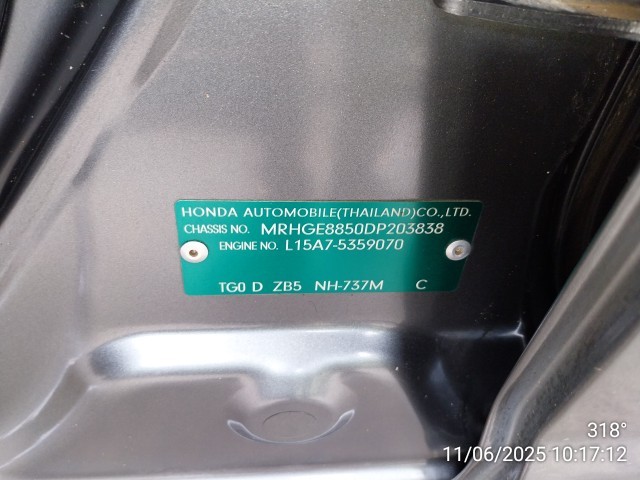 HONDA AUTOMOBILE(THAILAND)CO.,LTD.
CHASSIS NO. MRHGE8850DP203838
ENGINE NO. L15A7-5359070
TG0 D ZB5 NH-737M C
318°
11/06/2025 10:17:12